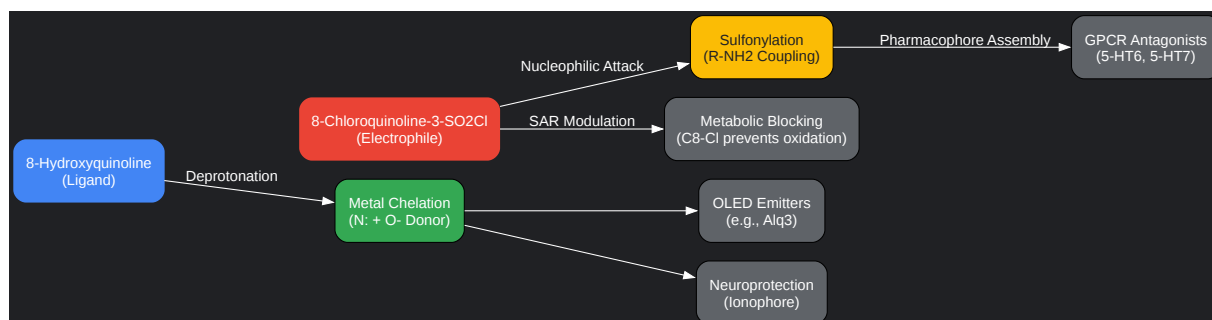 8-Hydroxyquinoline
(Ligand)
Deprotonation
8-Chloroquinoline-3-SO2Cl
(Electrophile)
Nucleophilic Attack
SAR Modulation
Metal Chelation
(N: + O- Donor)
Sulfonylation
(R-NH2 Coupling)
Pharmacophore Assembly
GPCR Antagonists
(5-HT6, 5-HT7)
Metabolic Blocking
(C8-Cl prevents oxidation)
OLED Emitters
(e.g., Alq3)
Neuroprotection
(Ionophore)